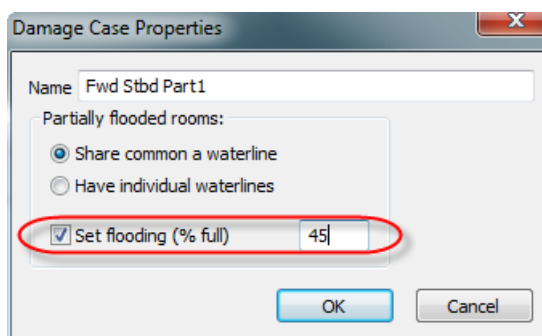 Damage Case Properties
Name Fwd Stbd Part1
Partially flooded rooms:
Share common a waterline
Have individual waterlines
Set flooding (% full) 45
OK Cancel